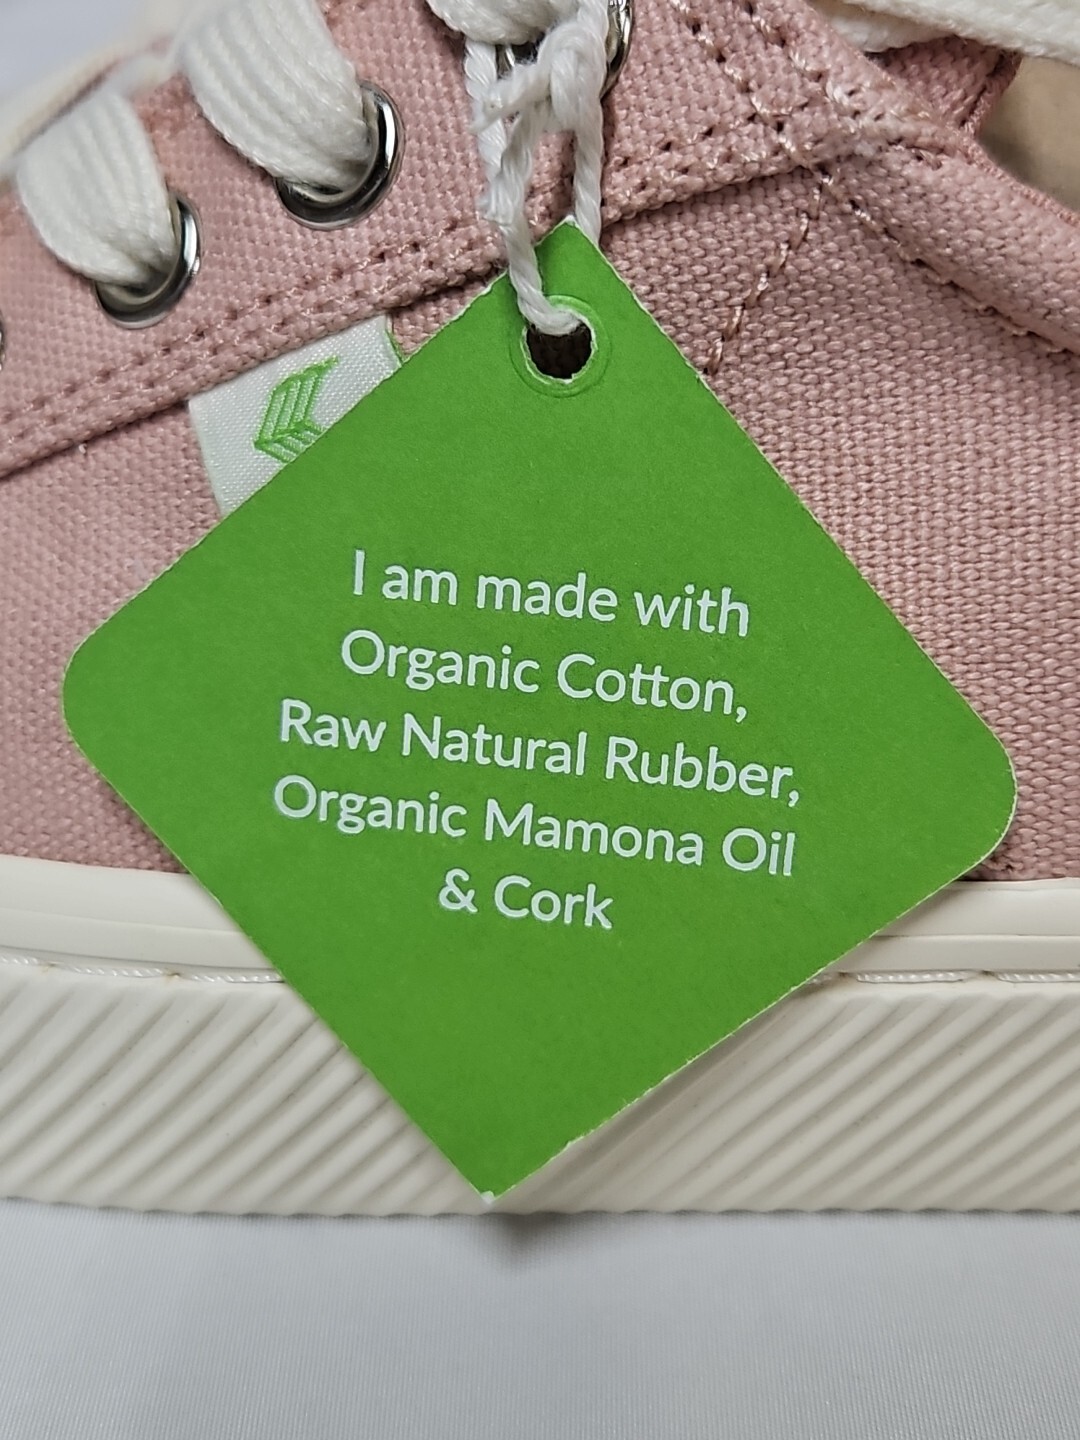 I am made with
Organic Cotton,
Raw Natural Rubber,
Organic Mamona Oil
& Cork